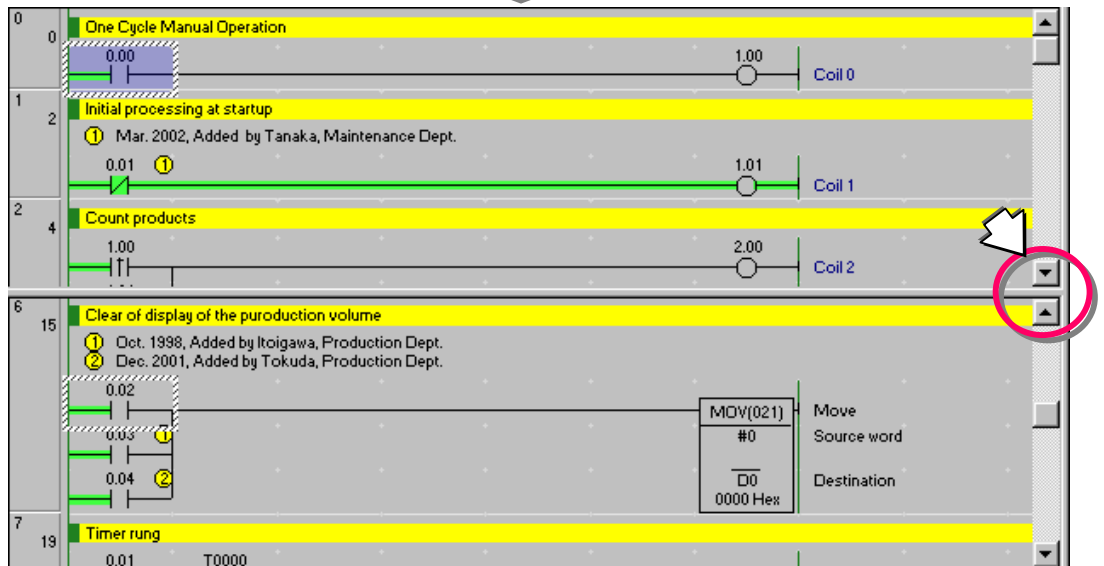 0
0
One Cycle Manual Operation
0.00
1.00
Coil 0
1
2
Initial processing at startup
1 Mar. 2002, Added by Tanaka, Maintenance Dept.
0.01 1
1.01
Coil 1
2
4
Count products
1.00
2.00
Coil 2
6
15
Clear of display of the puroduction volume
1 Oct. 1998, Added by Itoigawa, Production Dept.
2 Dec. 2001, Added by Tokuda, Production Dept.
0.02
MOV(021) Move
0.03 1
#0 Source word
0.04 2
D0 Destination
0000 Hex
7
19
Timer rung
0.01 T0000